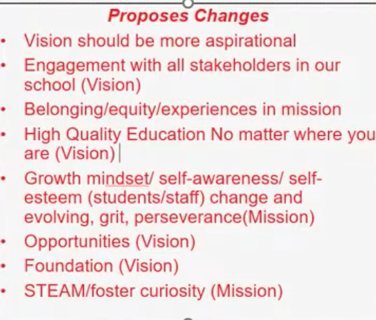 Proposes Changes
• Vision should be more aspirational
• Engagement with all stakeholders in our
school (Vision)
• Belonging/equity/experiences in mission
• High Quality Education No matter where you
are (Vision)
• Growth mindset/ self-awareness/ self-
esteem (students/staff) change and
evolving, grit, perseverance(Mission)
• Opportunities (Vision)
• Foundation (Vision)
• STEAM/foster curiosity (Mission)